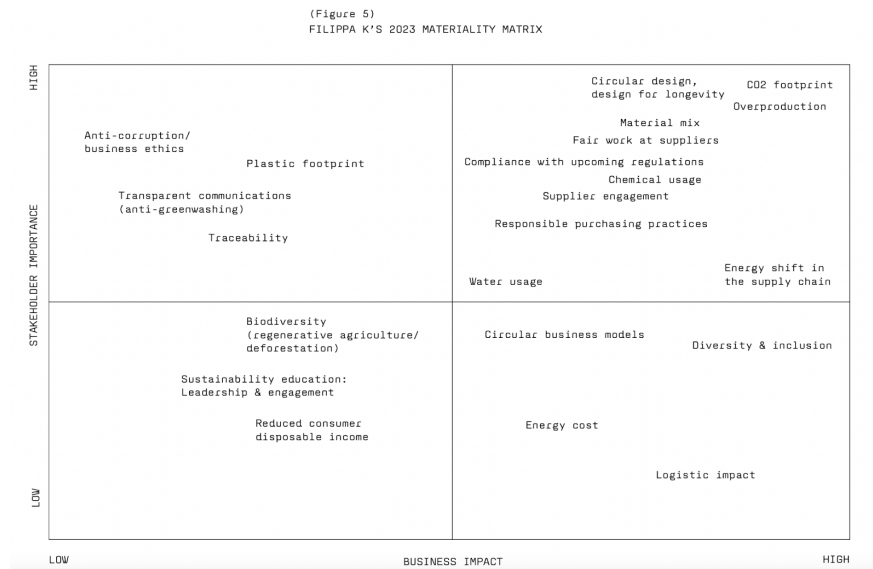 (Figure 5)
FILIPPA K'S 2023 MATERIALITY MATRIX
HIGH
STAKEHOLDER IMPORTANCE
LOW
Anti-corruption/
business ethics
Plastic footprint
Transparent communications
(anti-greenwashing)
Traceability
Circular design,
design for longevity
CO2 footprint
Overproduction
Material mix
Fair work at suppliers
Compliance with upcoming regulations
Chemical usage
Supplier engagement
Responsible purchasing practices
Water usage
Energy shift in
the supply chain
Biodiversity
(regenerative agriculture/
deforestation)
Sustainability education:
Leadership & engagement
Reduced consumer
disposable income
Circular business models
Diversity & inclusion
Energy cost
Logistic impact
LOW
BUSINESS IMPACT
HIGH